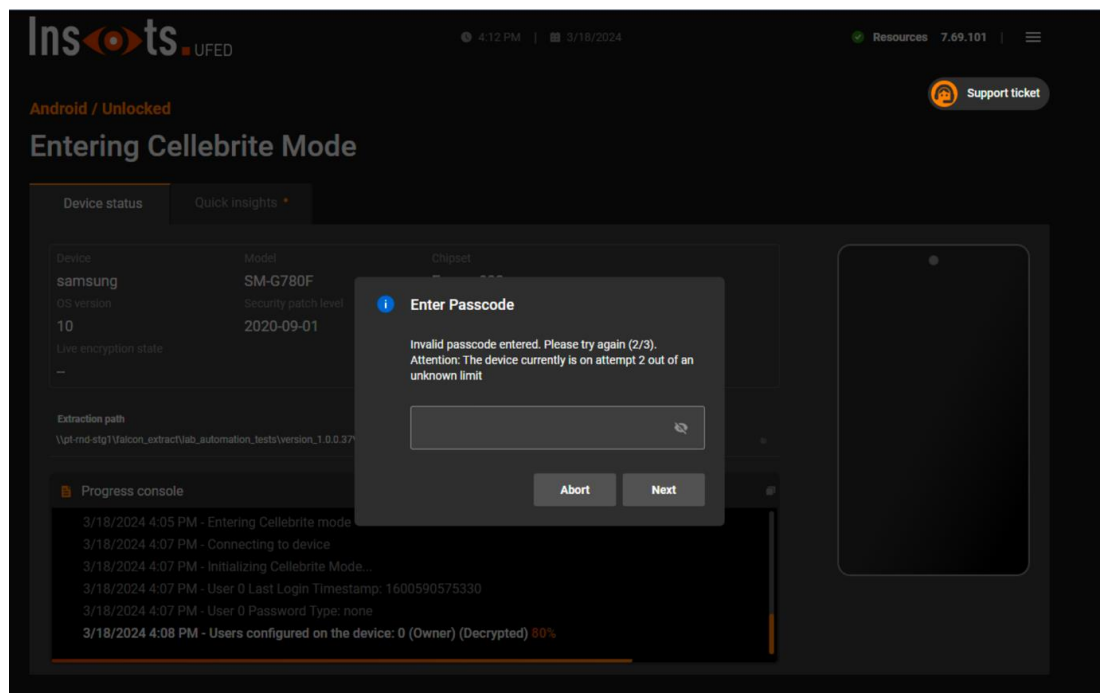 Ins ts. UFED
4:12 PM | 3/18/2024
Resources 7.69.101
Support ticket
Android / Unlocked
Entering Cellebrite Mode
Device status
Quick insights
Device
Model
Chipset
samsung
SM-G780F
OS version
Security patch level
10
2020-09-01
Live encryption state
--
Enter Passcode
Invalid passcode entered. Please try again (2/3).
Attention: The device currently is on attempt 2 out of an
unknown limit
Abort
Next
Extraction path
\\pt-rnd-stg1\falcon_extract\lab_automation_tests\version_1.0.0.37
Progress console
3/18/2024 4:05 PM - Entering Cellebrite mode
3/18/2024 4:07 PM - Connecting to device
3/18/2024 4:07 PM - Initializing Cellebrite Mode...
3/18/2024 4:07 PM - User 0 Last Login Timestamp: 1600590575330
3/18/2024 4:07 PM - User 0 Password Type: none
3/18/2024 4:08 PM - Users configured on the device: 0 (Owner) (Decrypted) 80%